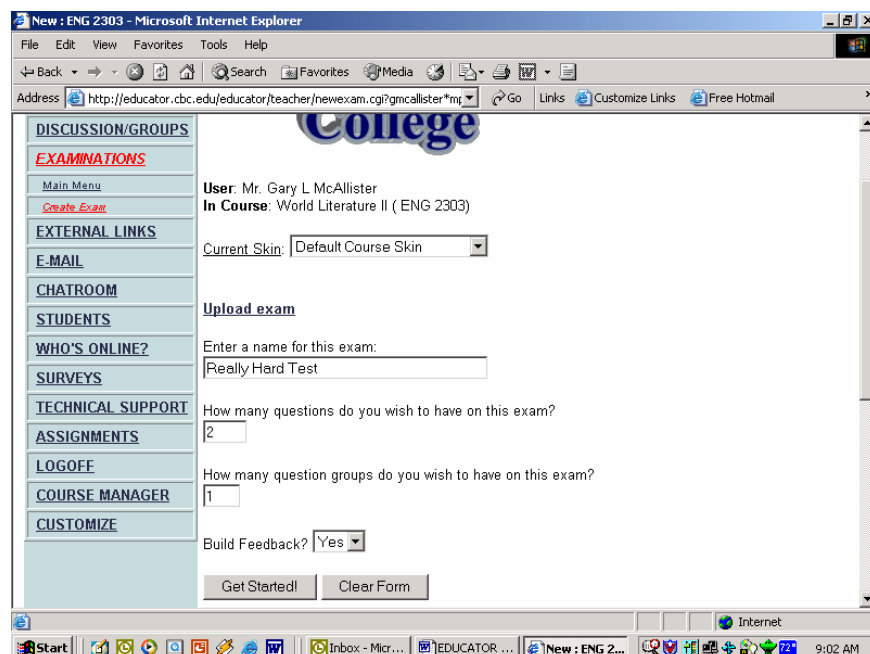 New : ENG 2303 - Microsoft Internet Explorer
File Edit View Favorites Tools Help
Back Search Favorites Media
Address http://educator.cbc.edu/educator/teacher/newexam.cgi?gmcallister*mp Go Links Customize Links Free Hotmail
College
DISCUSSION/GROUPS
EXAMINATIONS
Main Menu
Create Exam
EXTERNAL LINKS
E-MAIL
CHATROOM
STUDENTS
WHO'S ONLINE?
SURVEYS
TECHNICAL SUPPORT
ASSIGNMENTS
LOGOFF
COURSE MANAGER
CUSTOMIZE
User: Mr. Gary L McAllister
In Course: World Literature II ( ENG 2303)
Current Skin: Default Course Skin
Upload exam
Enter a name for this exam:
Really Hard Test
How many questions do you wish to have on this exam?
2
How many question groups do you wish to have on this exam?
1
Build Feedback? Yes
Get Started! Clear Form
Internet
Start Inbox - Micr... EDUCATOR ... New : ENG 2... 72° 9:02 AM